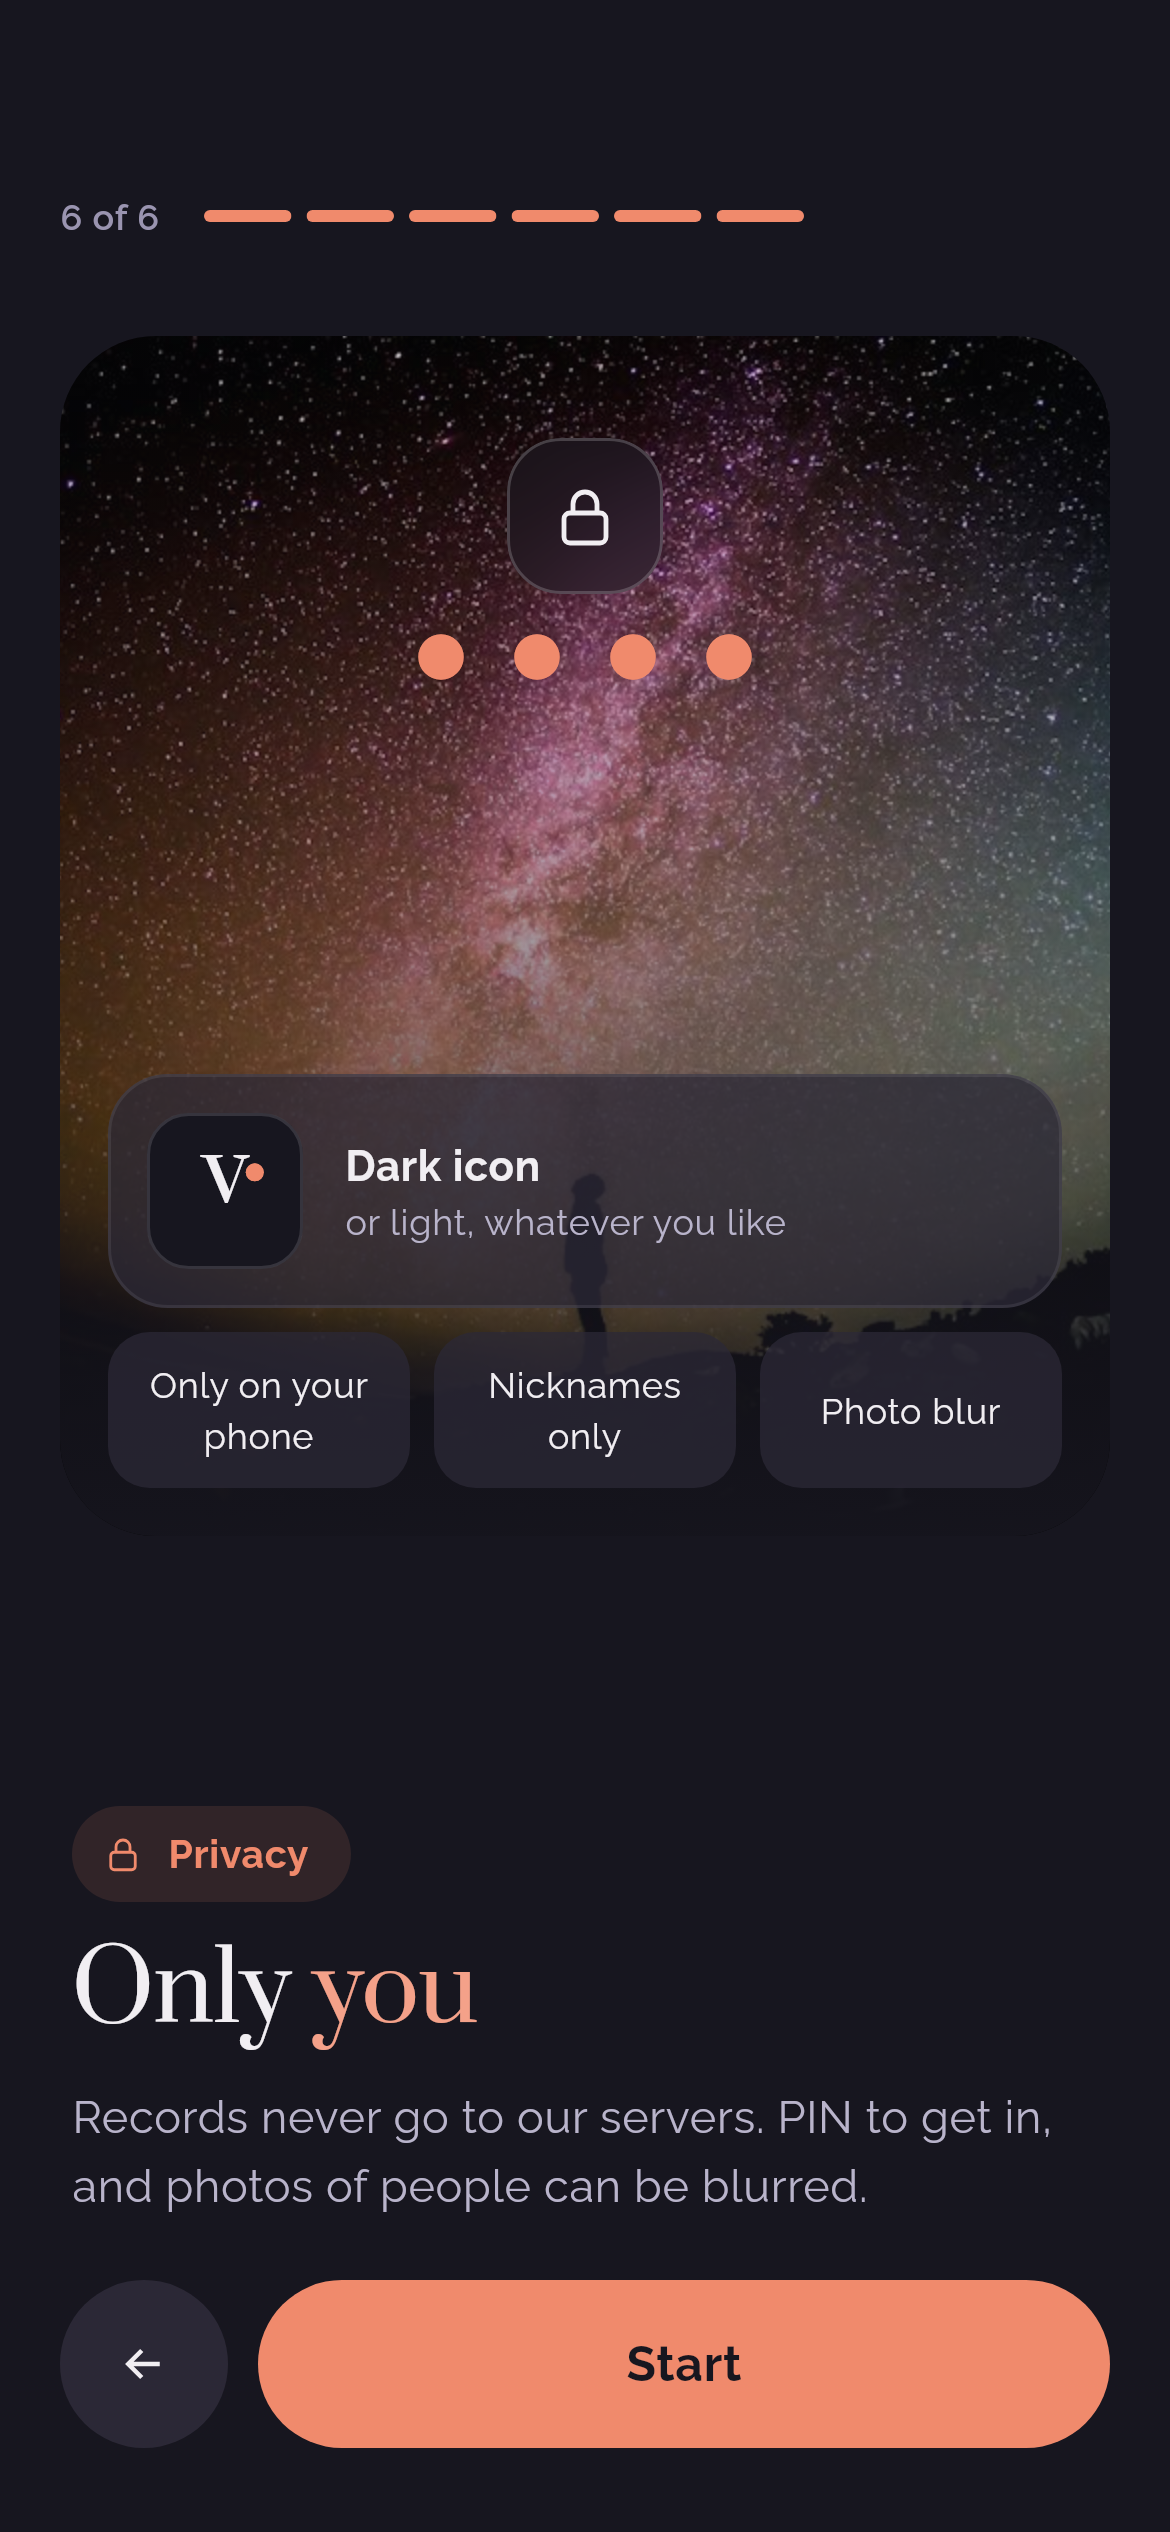 6 of 6
V
Dark icon
or light, whatever you like
Only on your
phone
Nicknames
only
Photo blur
Privacy
Only you
Records never go to our servers. PIN to get in,
and photos of people can be blurred.
Start